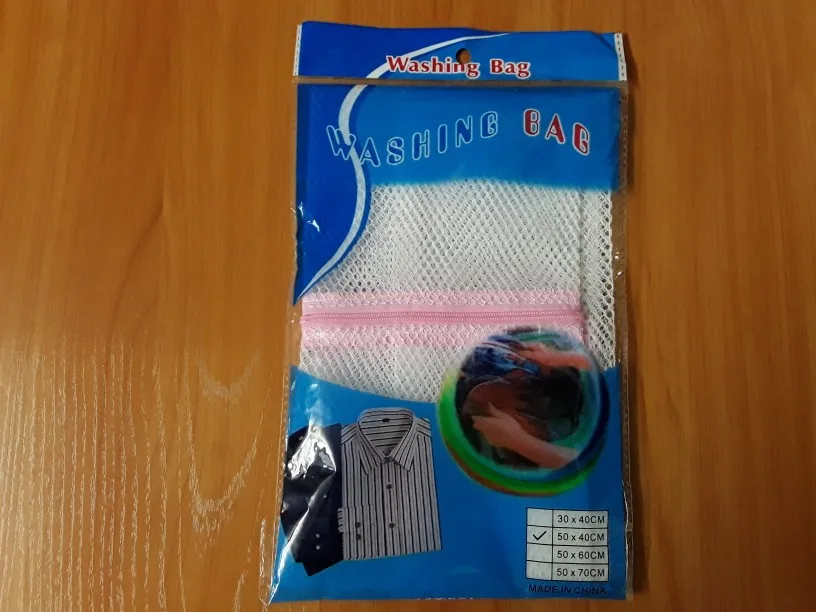 Washing Bag
WASHING BAG
30 x 40CM
50 x 40CM
50 x 60CM
50 x 70CM
MADE IN CHINA